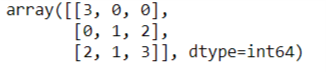 array([[3, 0, 0],
       [0, 1, 2],
       [2, 1, 3]], dtype=int64)